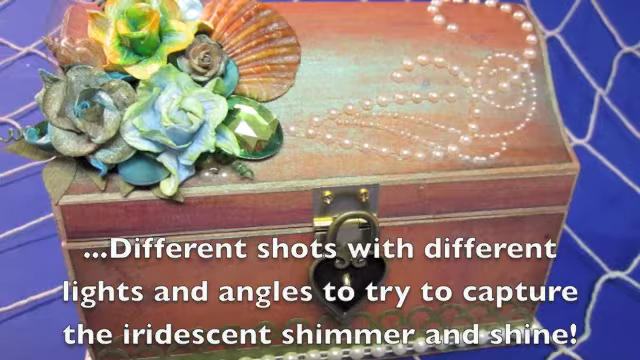 ...Different shots with different
lights and angles to try to capture
the iridescent shimmer and shine!